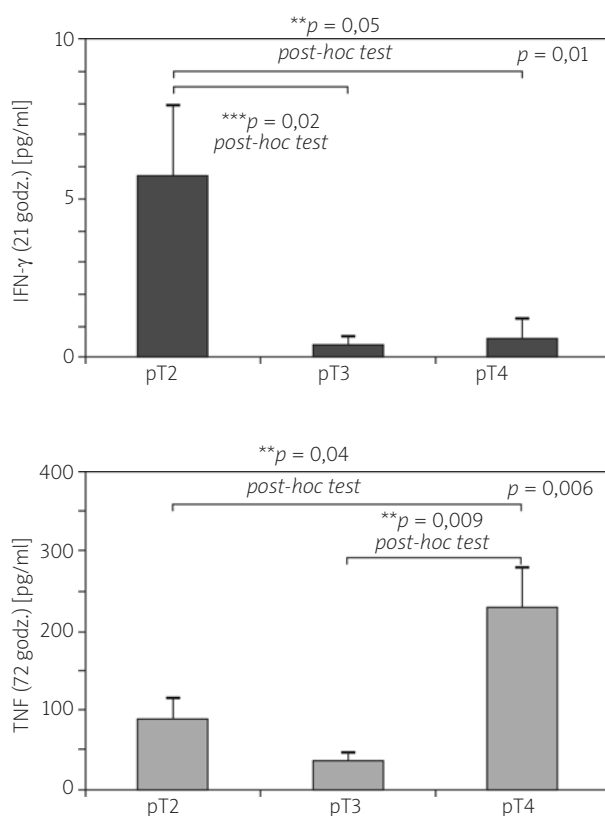 **p = 0,05
10
post-hoc test
p = 0,01
***p = 0,02
post-hoc test
5
0
IFN-γ (21 godz.) [pg/ml]
pT2 pT3 pT4
**p = 0,04
400
post-hoc test
p = 0,006
**p = 0,009
post-hoc test
300
200
100
0
TNF (72 godz.) [pg/ml]
pT2 pT3 pT4